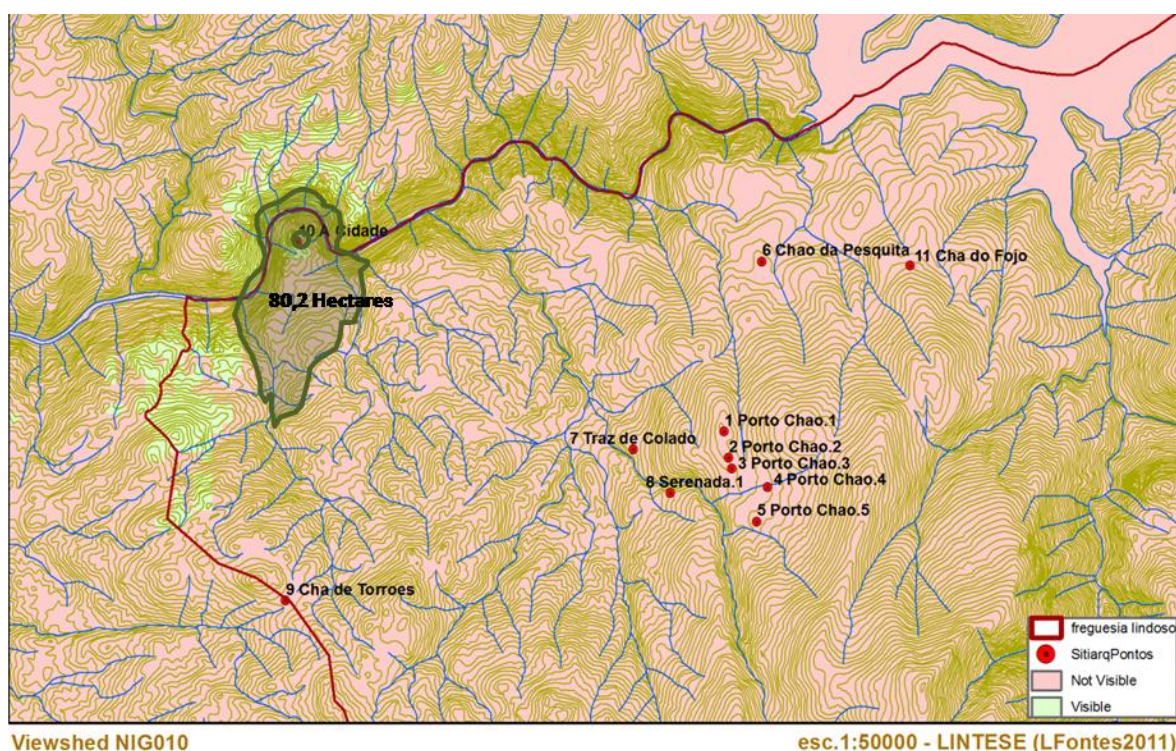 10 A Cidade
6 Chao da Pesquita
11 Cha do Fojo
80,2 Hectares
1 Porto Chao.1
7 Traz de Colado
2 Porto Chao.2
3 Porto Chao.3
8 Serenada.1
4 Porto Chao.4
5 Porto Chao.5
9 Cha de Torroes
freguesia lindoso
SitiarqPontos
Not Visible
Visible
Viewshed NIG010
esc.1:50000 - LINTESE (LFontes2011)